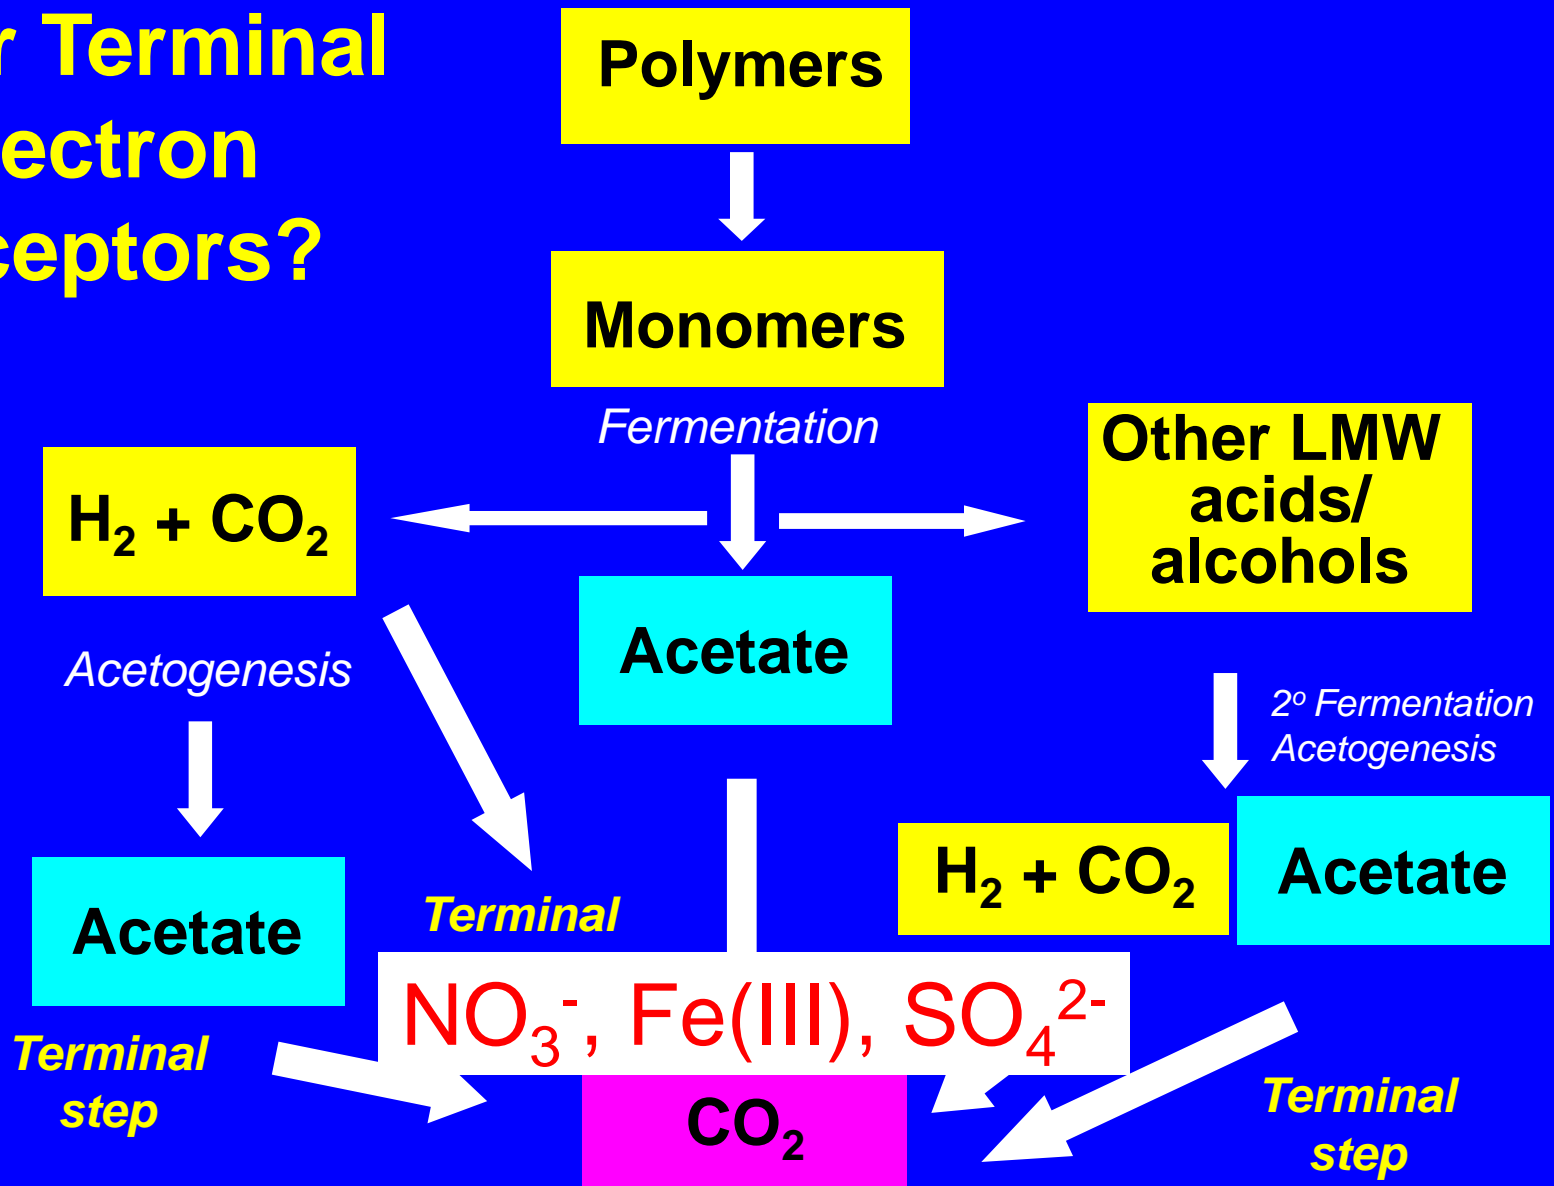 r Terminal
ectron
ceptors?
Polymers
Monomers
Fermentation
H₂ + CO₂
Other LMW
acids/
alcohols
Acetogenesis
Acetate
2º Fermentation
Acetogenesis
Acetate
Terminal
H₂ + CO₂
Acetate
NO₃⁻, Fe(III), SO₄²⁻
Terminal
step
CO₂
Terminal
step